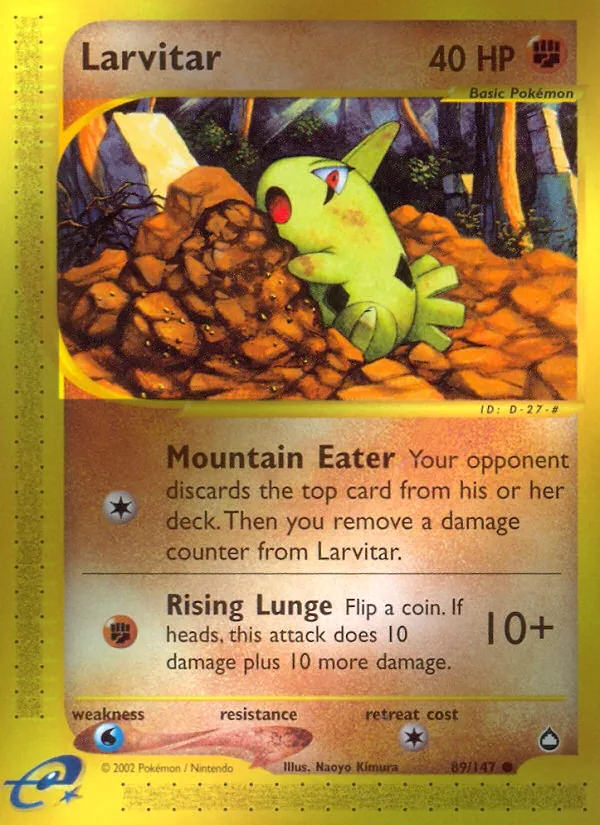 Larvitar 40 HP
Basic Pokémon
ID: D-27-#
Mountain Eater Your opponent
discards the top card from his or her
deck. Then you remove a damage
counter from Larvitar.
Rising Lunge Flip a coin. If
heads, this attack does 10
damage plus 10 more damage.
10+
weakness resistance retreat cost
© 2002 Pokémon / Nintendo Illus. Naoyo Kimura 89/147
e